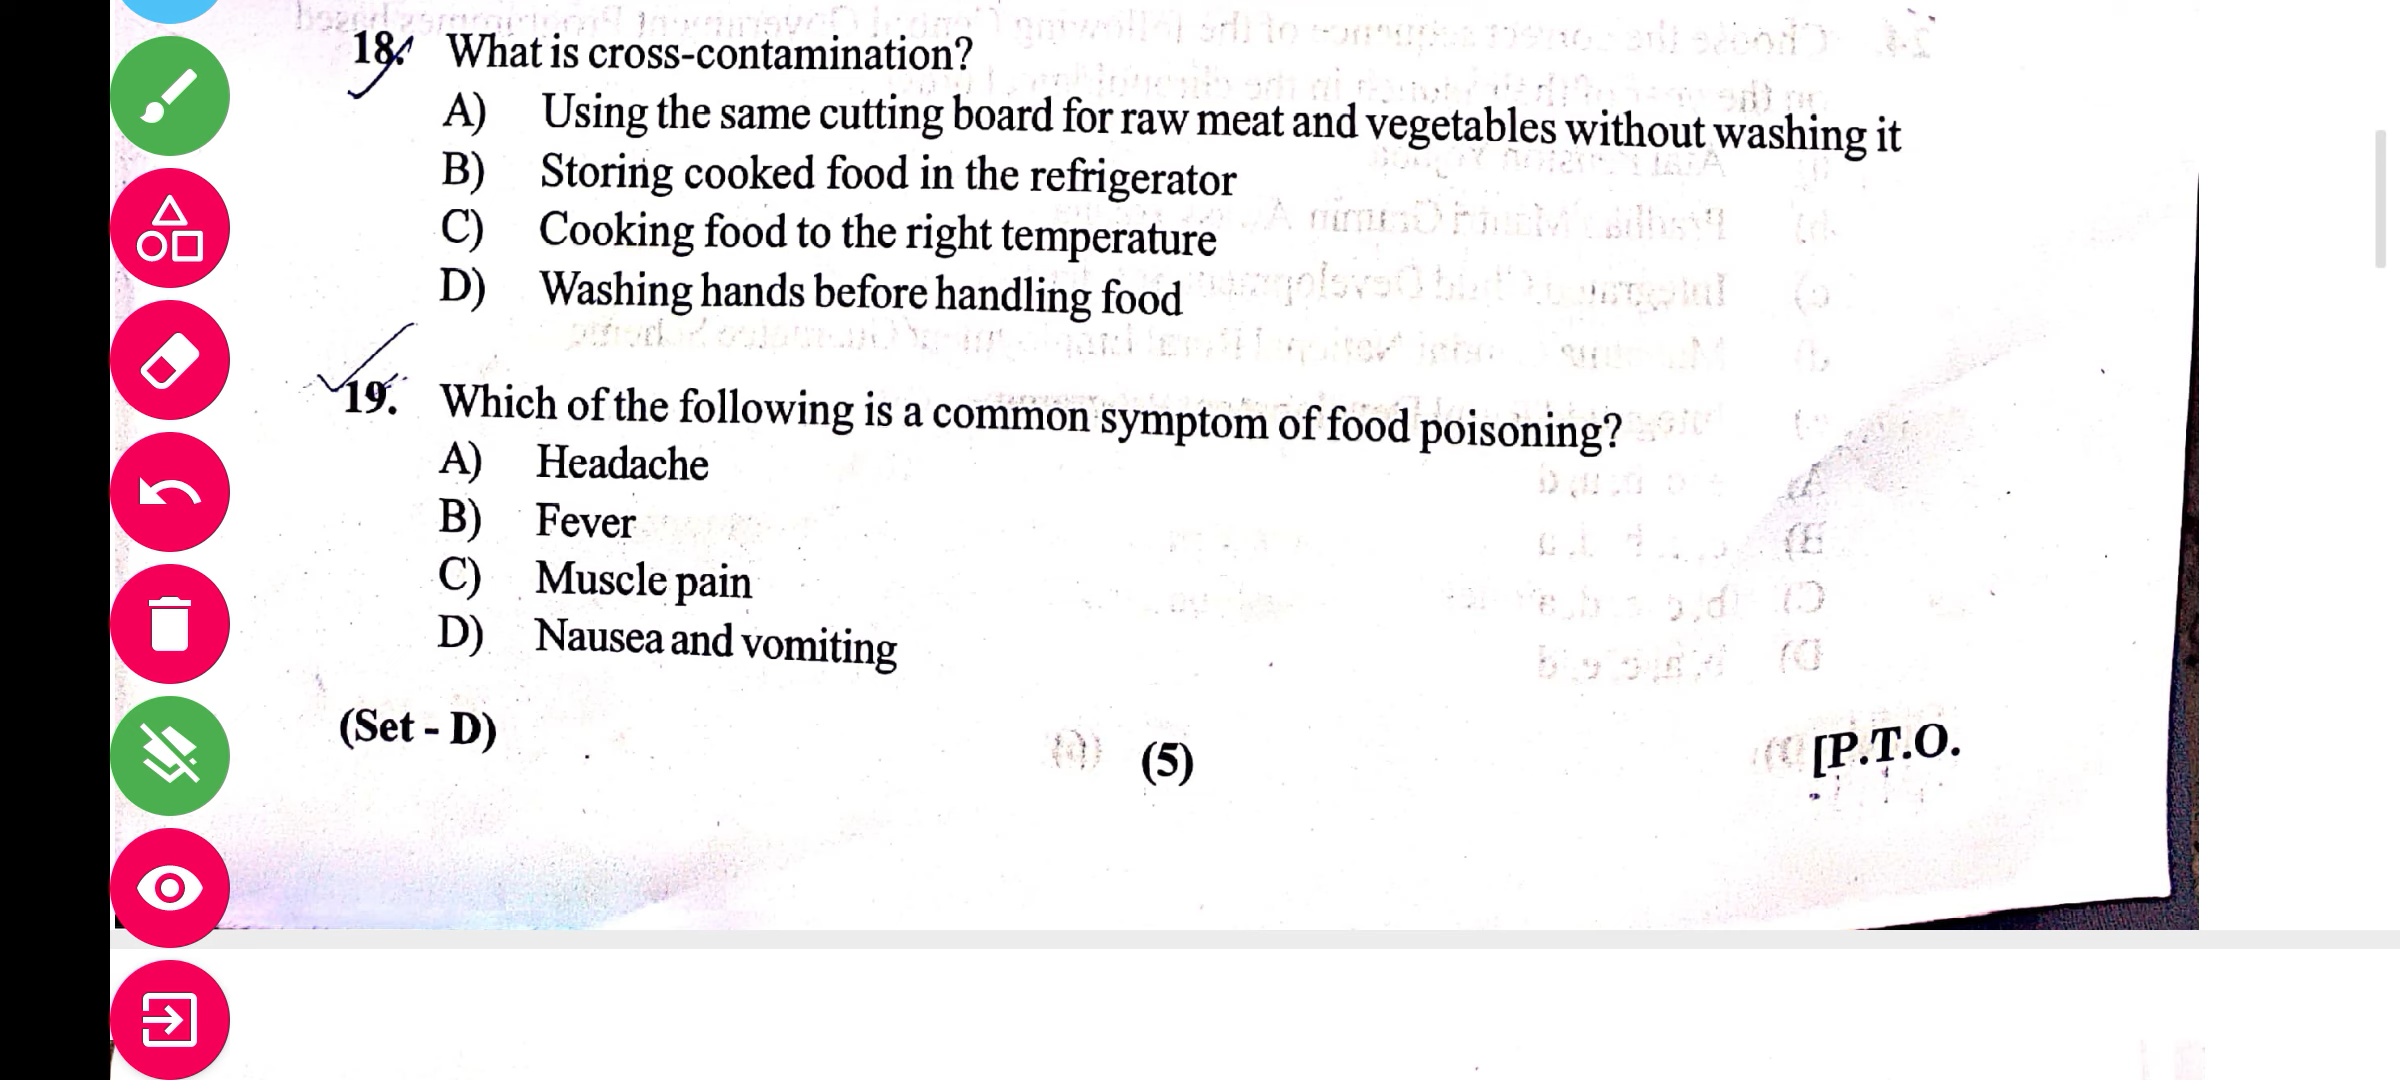 18. What is cross-contamination?
A) Using the same cutting board for raw meat and vegetables without washing it
B) Storing cooked food in the refrigerator
C) Cooking food to the right temperature
D) Washing hands before handling food
19. Which of the following is a common symptom of food poisoning?
A) Headache
B) Fever
C) Muscle pain
D) Nausea and vomiting
(Set - D) (5) [P.T.O.